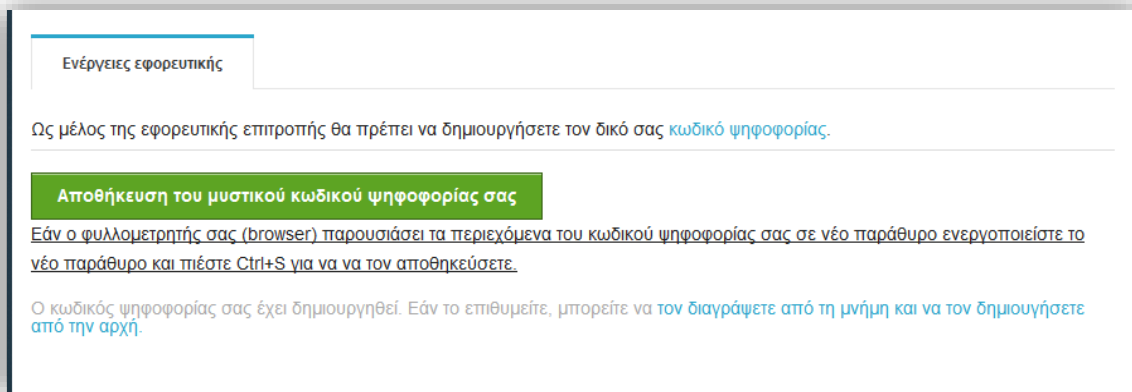 Ενέργειες εφορευτικής
Ως μέλος της εφορευτικής επιτροπής θα πρέπει να δημιουργήσετε τον δικό σας κωδικό ψηφοφορίας.
Αποθήκευση του μυστικού κωδικού ψηφοφορίας σας
Εάν ο φυλλομετρητής σας (browser) παρουσιάσει τα περιεχόμενα του κωδικού ψηφοφορίας σας σε νέο παράθυρο ενεργοποιείστε το
νέο παράθυρο και πιέστε Ctrl+S για να να τον αποθηκεύσετε.
Ο κωδικός ψηφοφορίας σας έχει δημιουργηθεί. Εάν το επιθυμείτε, μπορείτε να τον διαγράψετε από τη μνήμη και να τον δημιουγήσετε
από την αρχή.